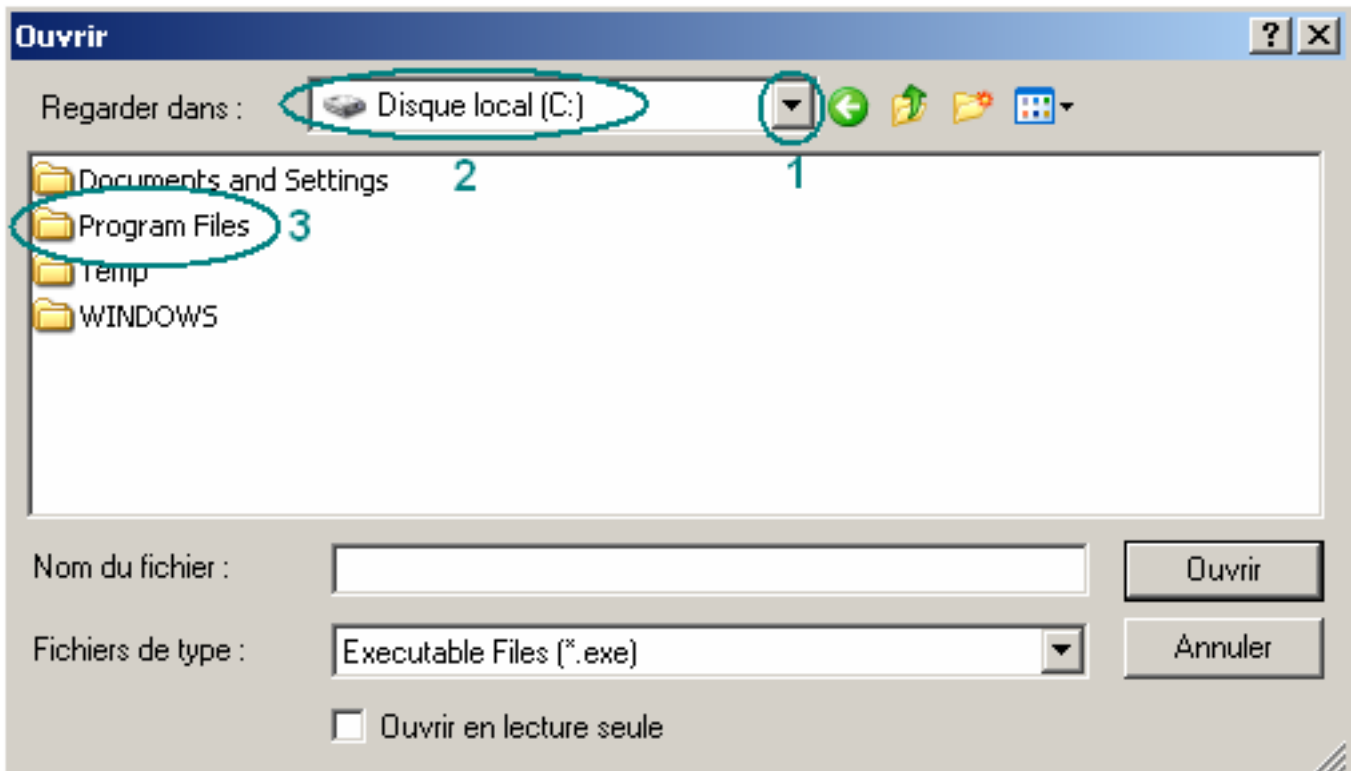 Ouvrir
Regarder dans : Disque local (C:)
Documents and Settings 2 1
Program Files 3
Temp
WINDOWS
Nom du fichier : Ouvrir
Fichiers de type : Executable Files (*.exe) Annuler
Ouvrir en lecture seule